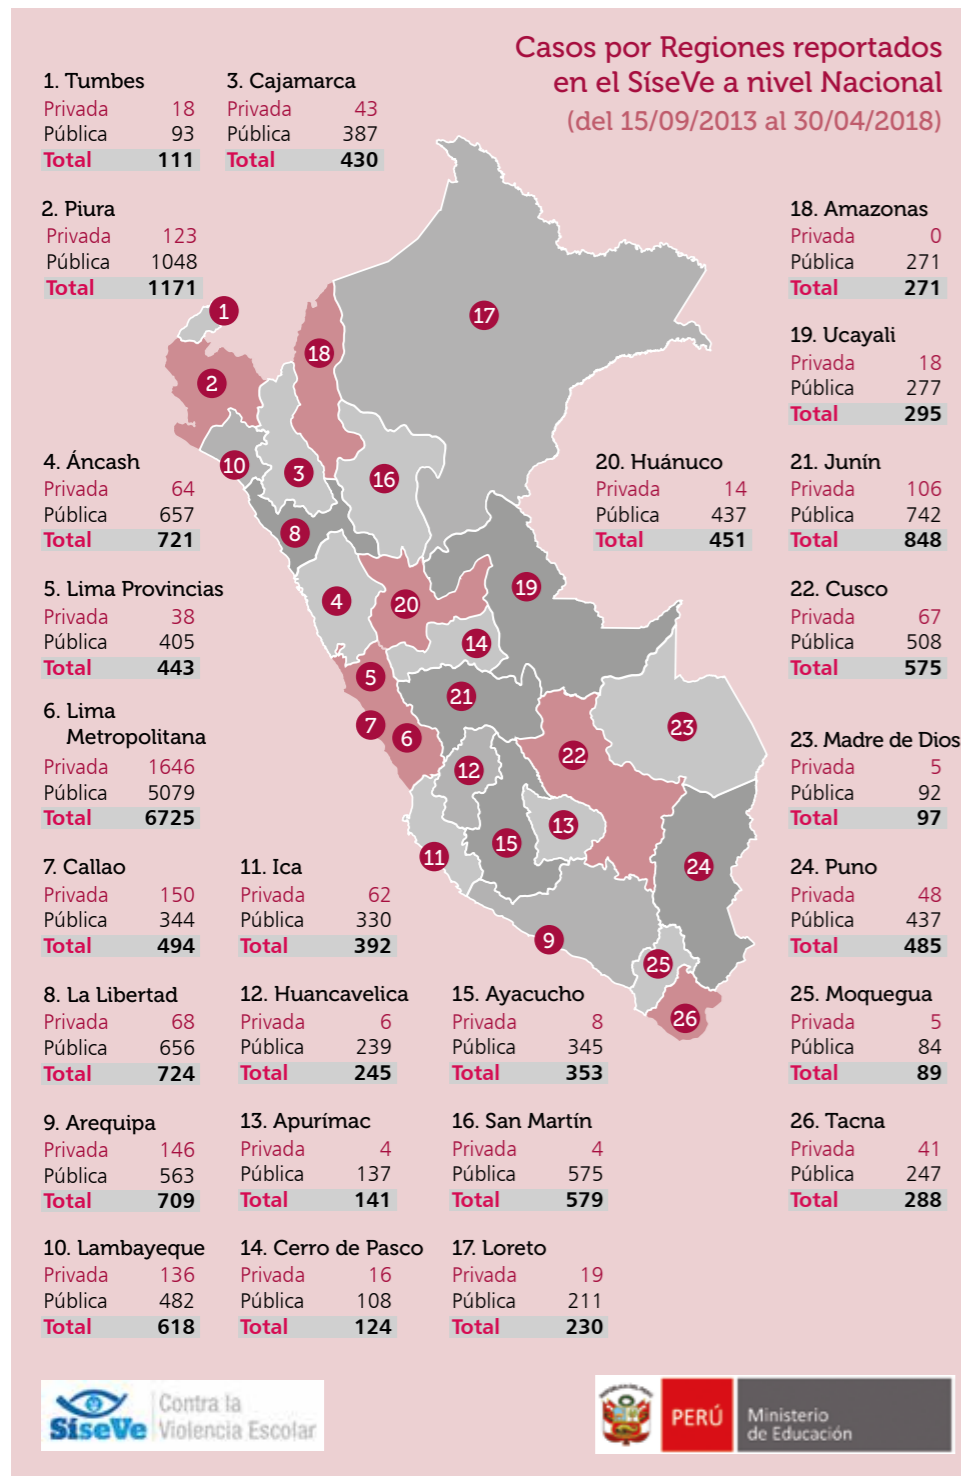 Casos por Regiones reportados
en el SíseVe a nivel Nacional
(del 15/09/2013 al 30/04/2018)
1. Tumbes
Privada 18
Pública 93
Total 111
3. Cajamarca
Privada 43
Pública 387
Total 430
2. Piura
Privada 123
Pública 1048
Total 1171
18. Amazonas
Privada 0
Pública 271
Total 271
19. Ucayali
Privada 18
Pública 277
Total 295
4. Áncash
Privada 64
Pública 657
Total 721
20. Huánuco
Privada 14
Pública 437
Total 451
21. Junín
Privada 106
Pública 742
Total 848
5. Lima Provincias
Privada 38
Pública 405
Total 443
22. Cusco
Privada 67
Pública 508
Total 575
6. Lima
Metropolitana
Privada 1646
Pública 5079
Total 6725
23. Madre de Dios
Privada 5
Pública 92
Total 97
7. Callao
Privada 150
Pública 344
Total 494
11. Ica
Privada 62
Pública 330
Total 392
24. Puno
Privada 48
Pública 437
Total 485
8. La Libertad
Privada 68
Pública 656
Total 724
12. Huancavelica
Privada 6
Pública 239
Total 245
15. Ayacucho
Privada 8
Pública 345
Total 353
25. Moquegua
Privada 5
Pública 84
Total 89
9. Arequipa
Privada 146
Pública 563
Total 709
13. Apurímac
Privada 4
Pública 137
Total 141
16. San Martín
Privada 4
Pública 575
Total 579
26. Tacna
Privada 41
Pública 247
Total 288
10. Lambayeque
Privada 136
Pública 482
Total 618
14. Cerro de Pasco
Privada 16
Pública 108
Total 124
17. Loreto
Privada 19
Pública 211
Total 230
1
17
18
2
10
3
16
8
19
4
20
14
5
21
7
6
23
22
12
13
15
11
24
9
25
26
SíseVe
Contra la
Violencia Escolar
REPÚBLICA DEL PERÚ
PERÚ
Ministerio
de Educación